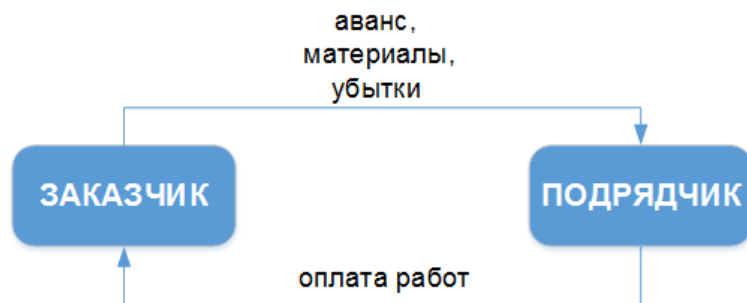 аванс,
материалы,
убытки
ЗАКАЗЧИК
ПОДРЯДЧИК
оплата работ